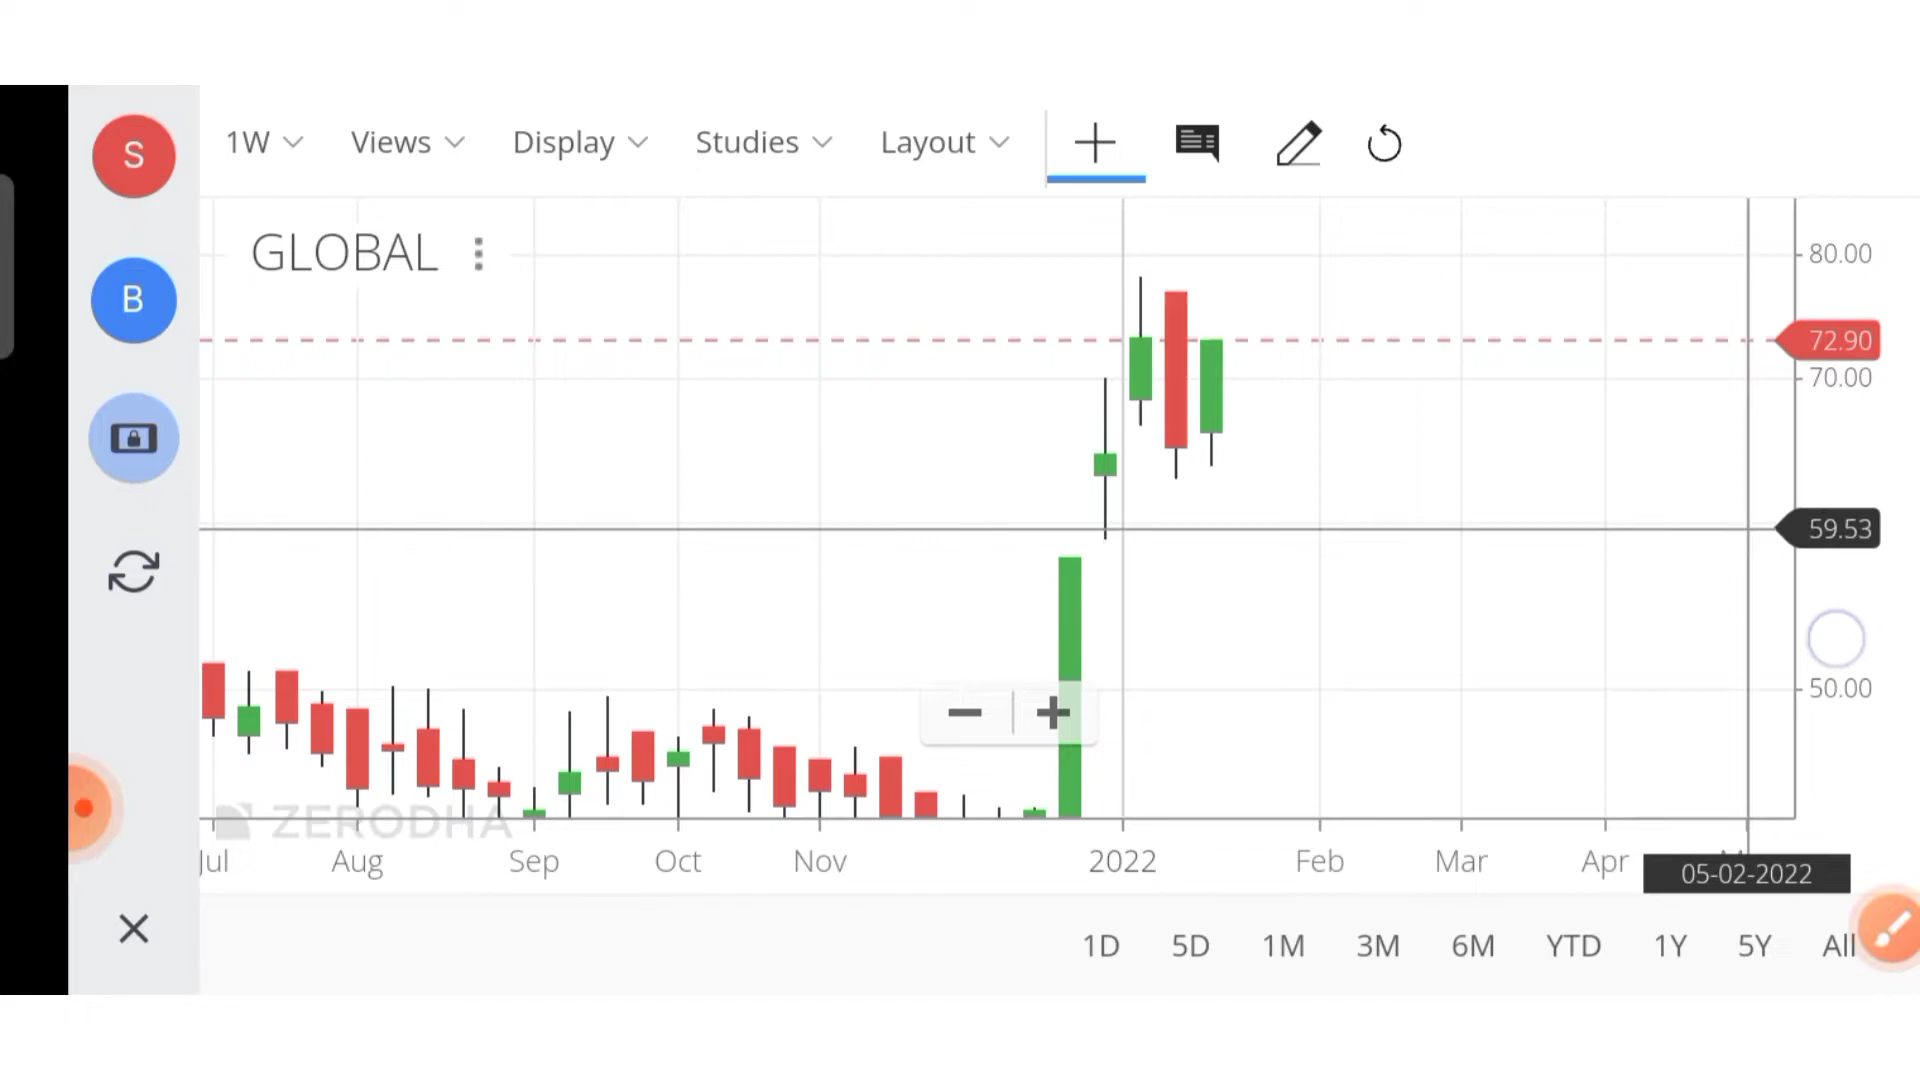 S
1W Views Display Studies Layout
GLOBAL
80.00
B
72.90
70.00
59.53
50.00
ZERODHA
Jul Aug Sep Oct Nov 2022 Feb Mar Apr
05-02-2022
1D 5D 1M 3M 6M YTD 1Y 5Y All